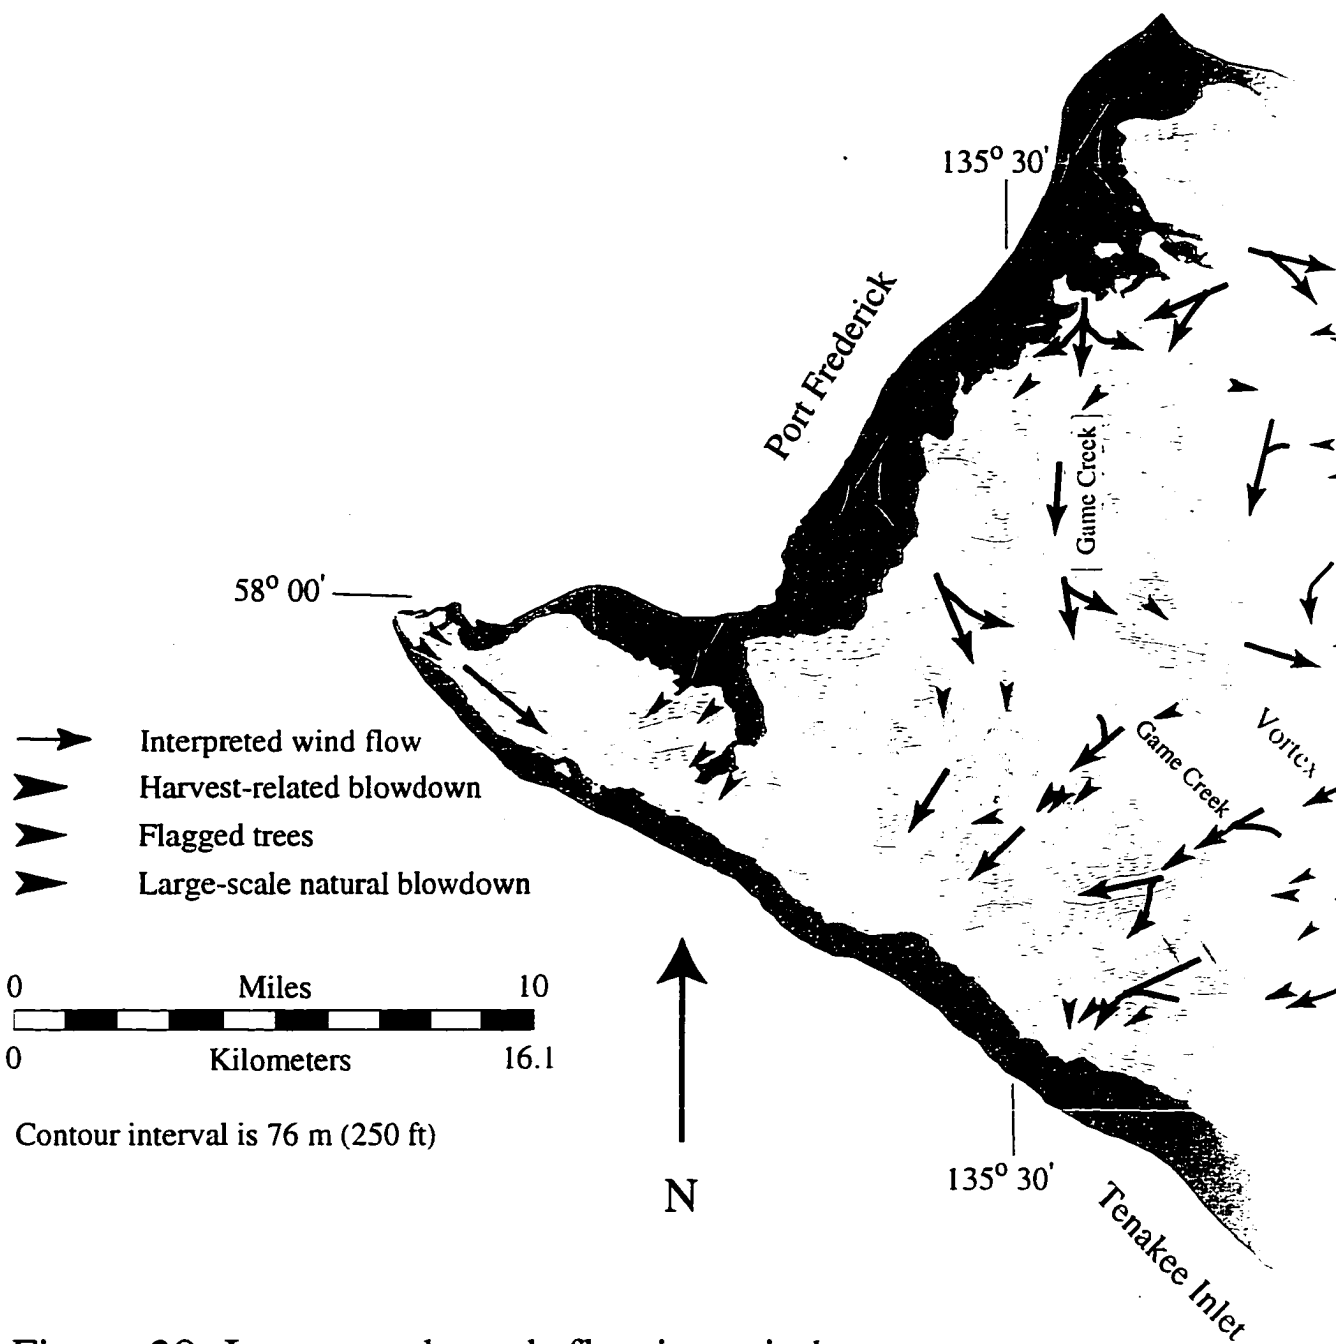 135° 30'
Port Frederick
Game Creek
58° 00'
Game Creek
Vortex
Interpreted wind flow
Harvest-related blowdown
Flagged trees
Large-scale natural blowdown
0 Miles 10
0 Kilometers 16.1
Contour interval is 76 m (250 ft)
N
135° 30'
Tenakee Inlet